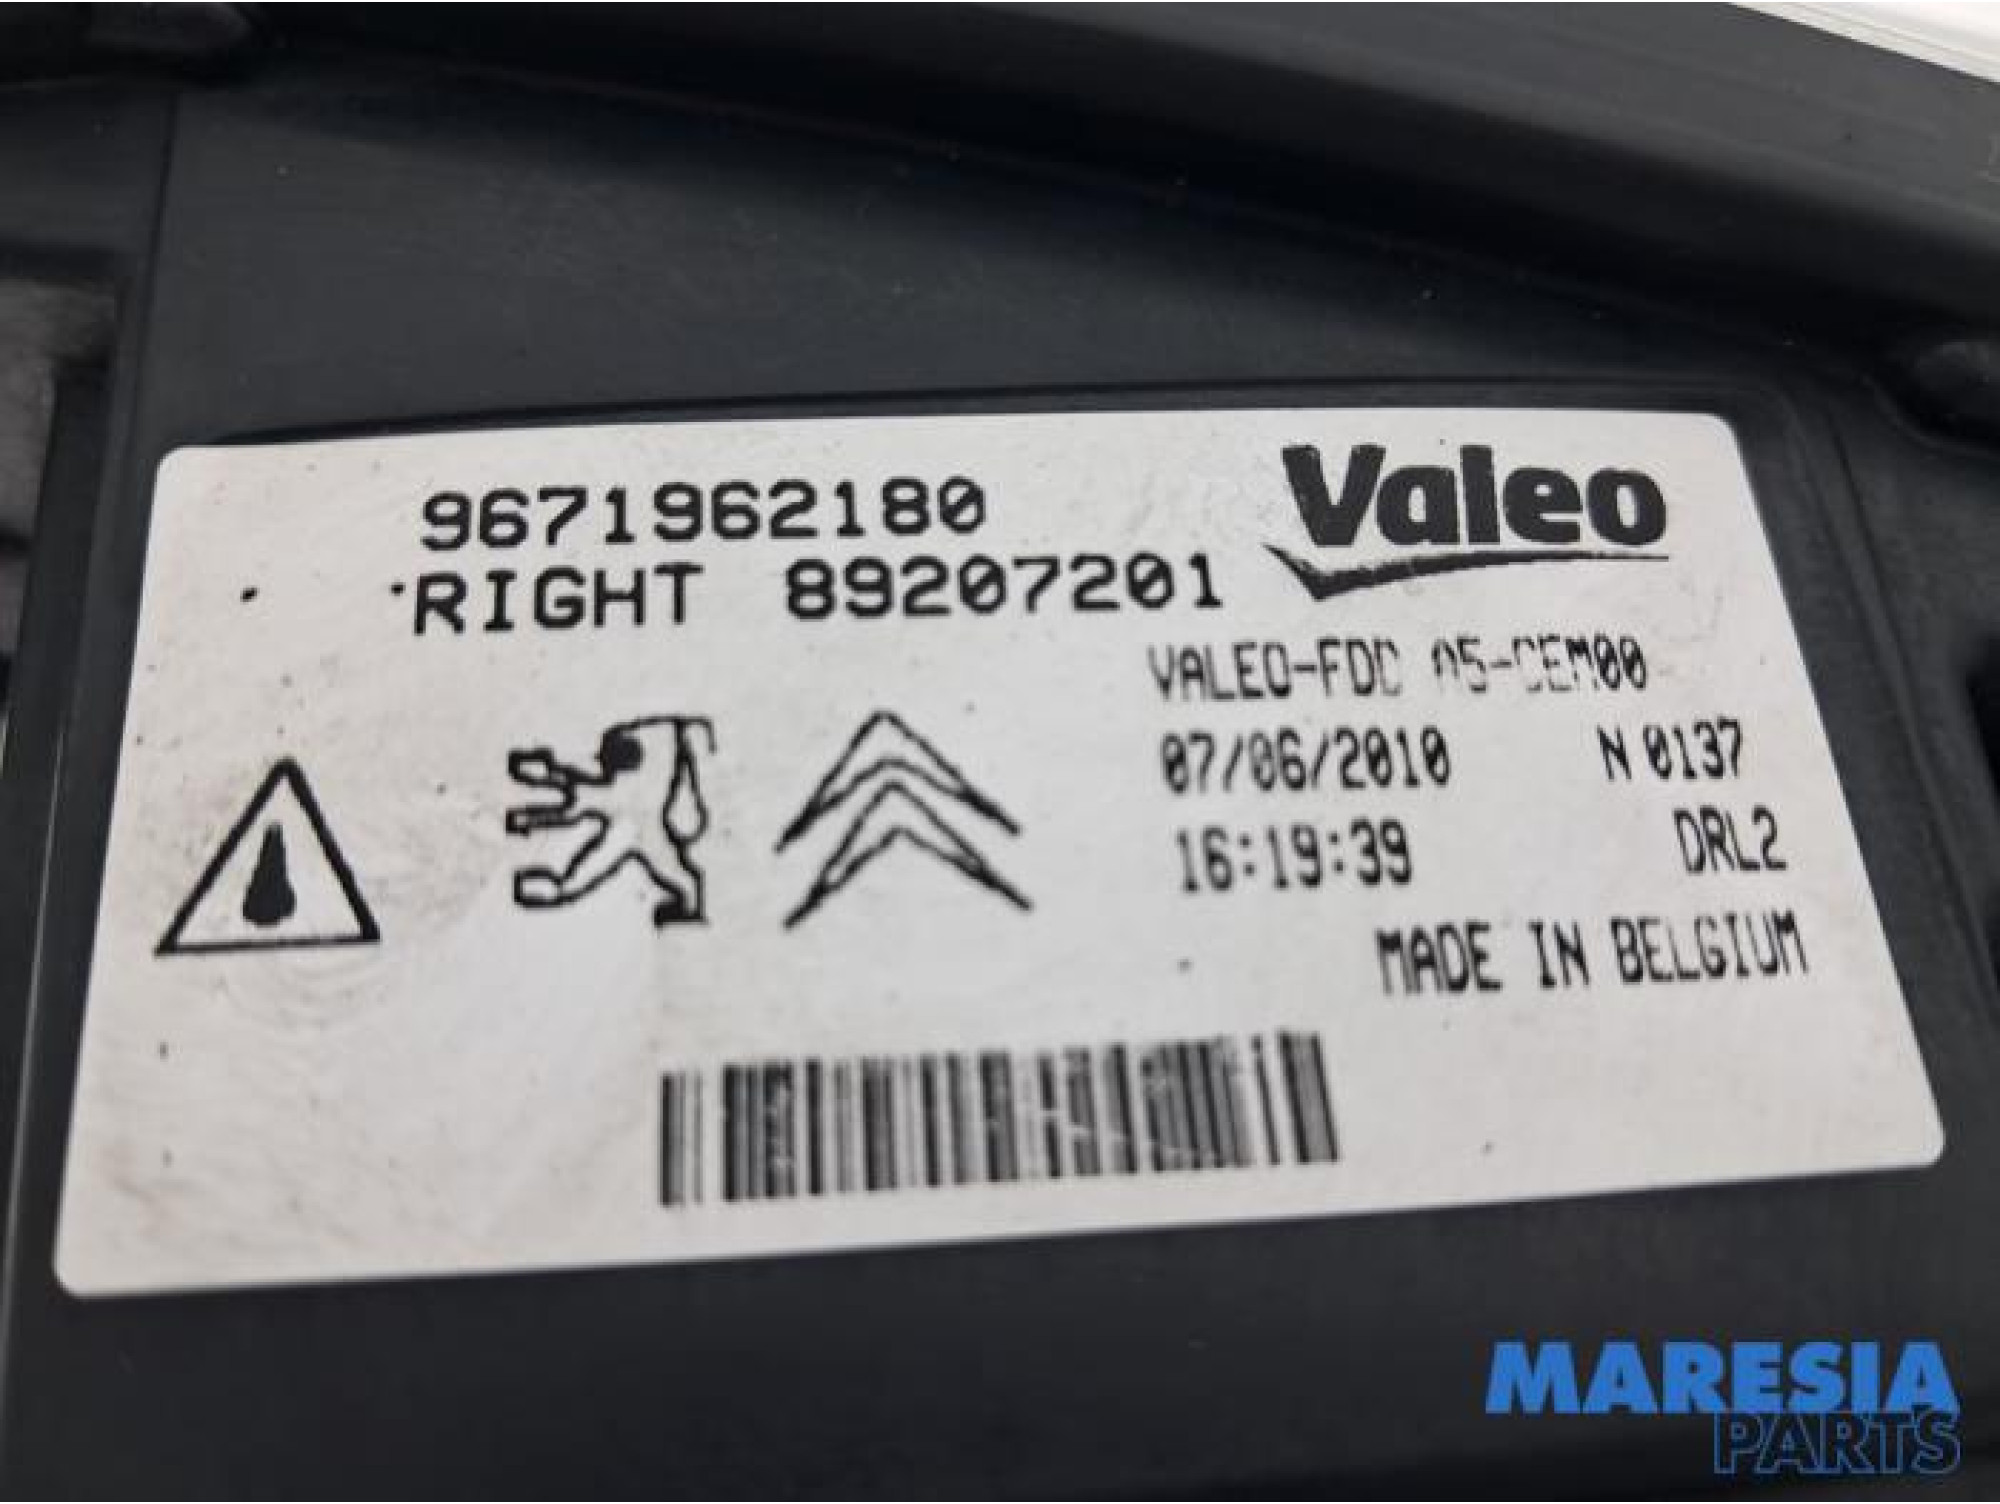 9671962180
Valeo
RIGHT 89207201
VALEO-FDC A5-CEM00
07/06/2010 N 0137
16:19:39 DRL2
MADE IN BELGIUM
MARESIA
PARTS